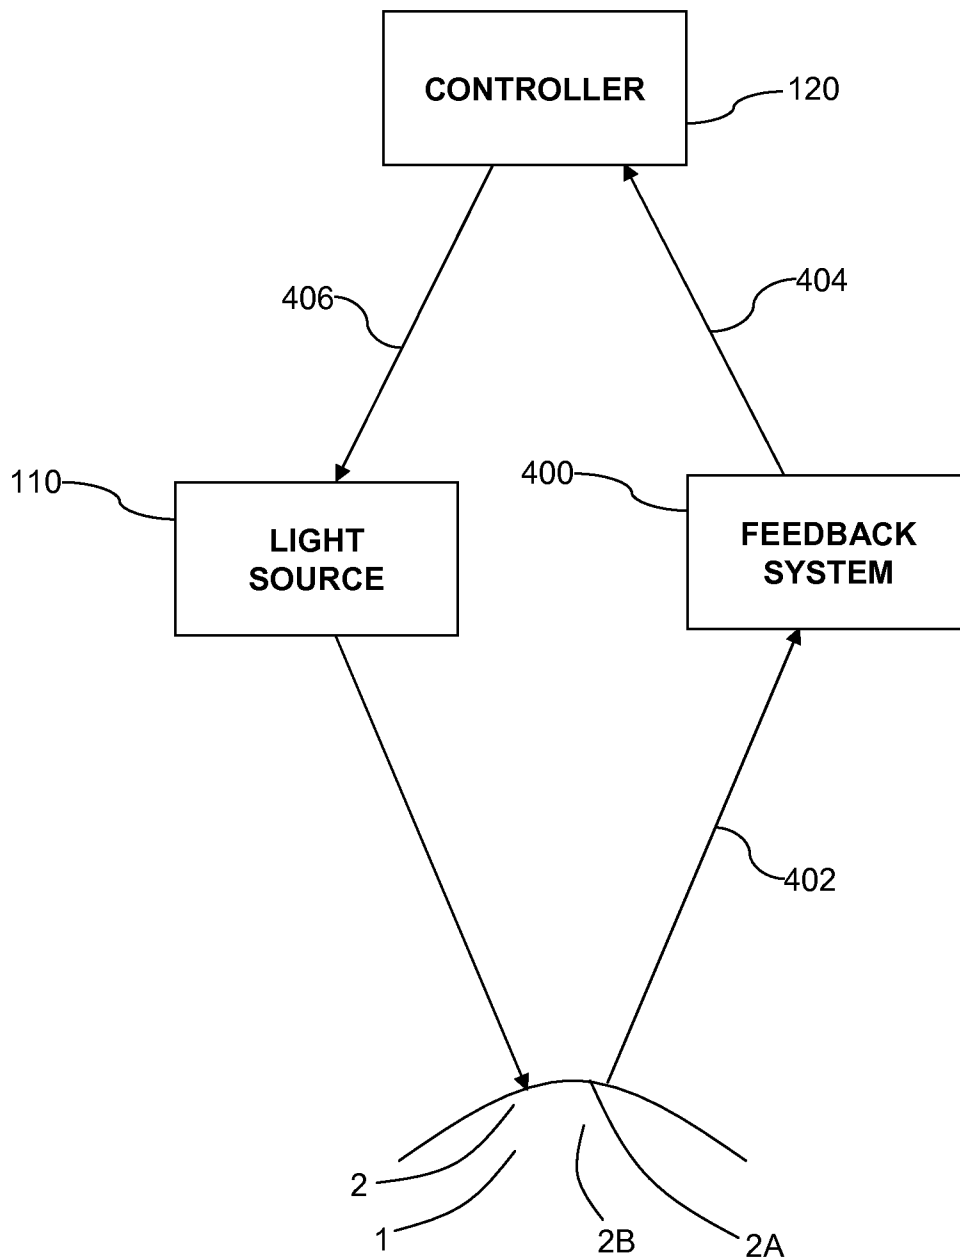 CONTROLLER
120
406
404
110
400
LIGHT
SOURCE
FEEDBACK
SYSTEM
402
2
1
2B
2A